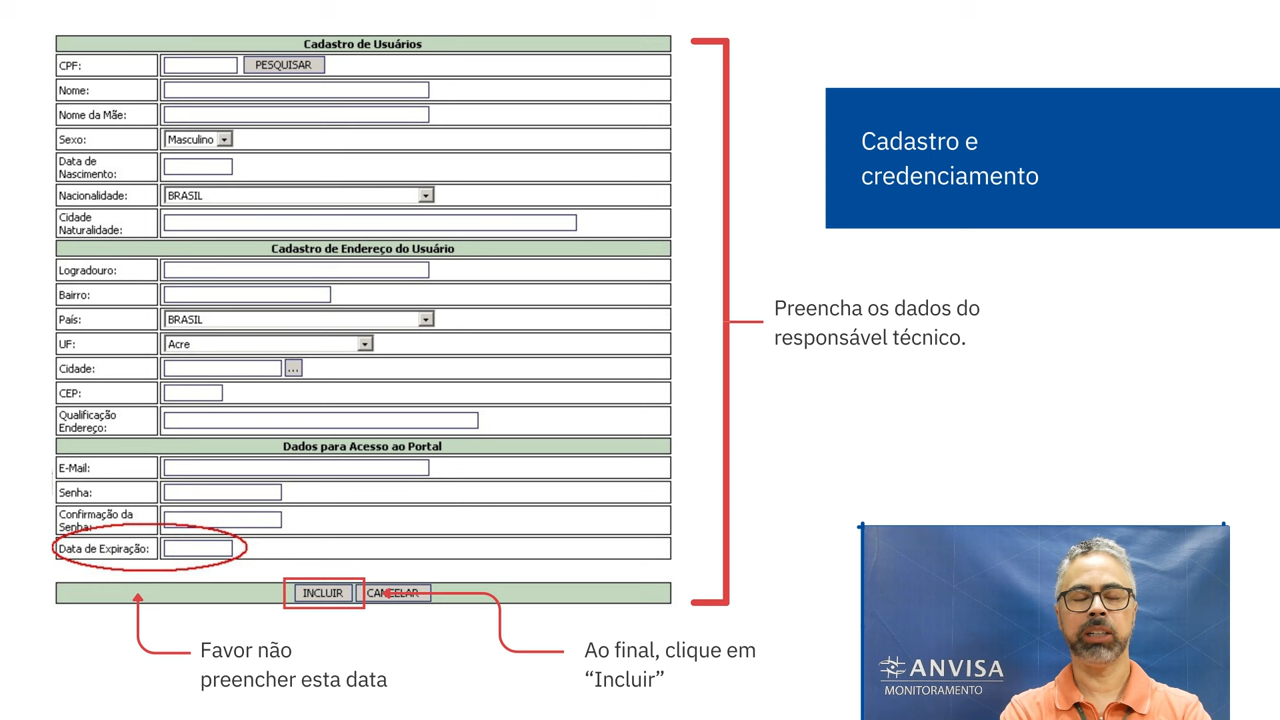 Cadastro de Usuários
CPF: PESQUISAR
Nome:
Nome da Mãe:
Sexo: Masculino
Data de
Nascimento:
Nacionalidade: BRASIL
Cidade
Naturalidade:
Cadastro de Endereço do Usuário
Logradouro:
Bairro:
País: BRASIL
UF: Acre
Cidade: ...
CEP:
Qualificação
Endereço:
Dados para Acesso ao Portal
E-Mail:
Senha:
Confirmação da
Senha:
Data de Expiração:
INCLUIR CANCELAR
Favor não
preencher esta data
Ao final, clique em
“Incluir”
Cadastro e
credenciamento
Preencha os dados do
responsável técnico.
ANVISA
MONITORAMENTO